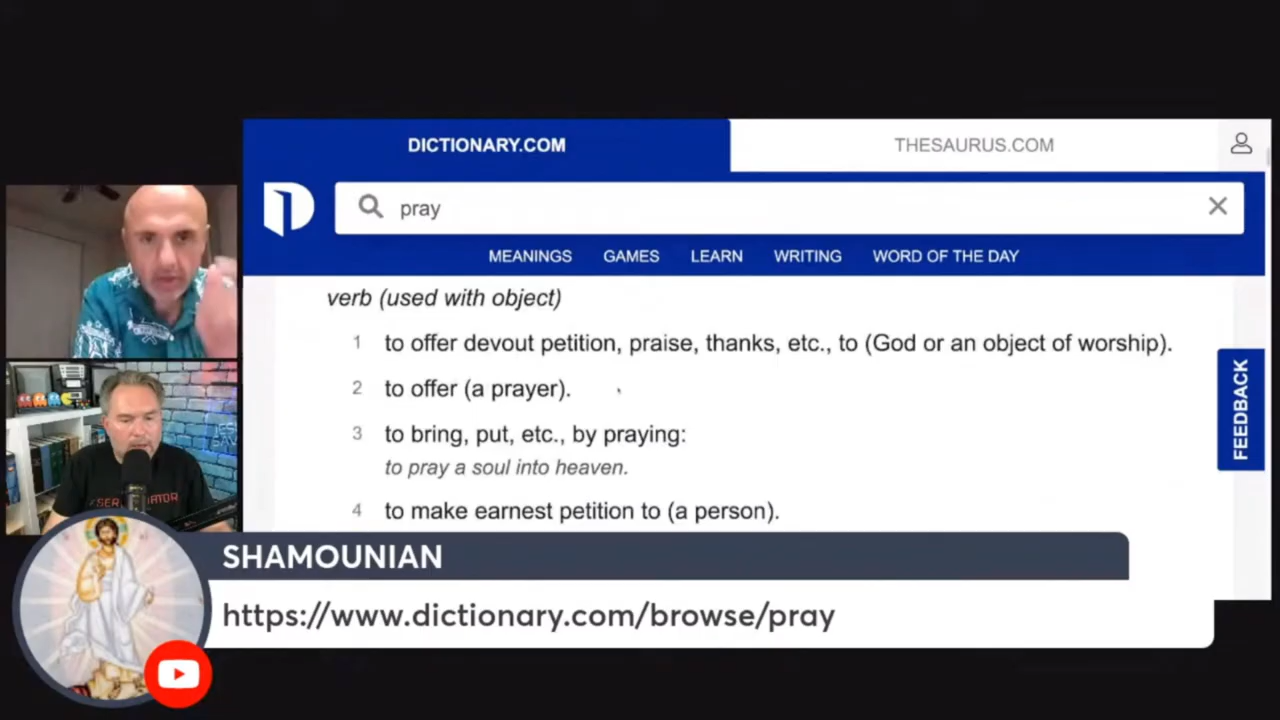 DICTIONARY.COM
THESAURUS.COM
pray
MEANINGS GAMES LEARN WRITING WORD OF THE DAY
verb (used with object)
1 to offer devout petition, praise, thanks, etc., to (God or an object of worship).
2 to offer (a prayer).
3 to bring, put, etc., by praying:
to pray a soul into heaven.
4 to make earnest petition to (a person).
FEEDBACK
SHAMOUNIAN
https://www.dictionary.com/browse/pray